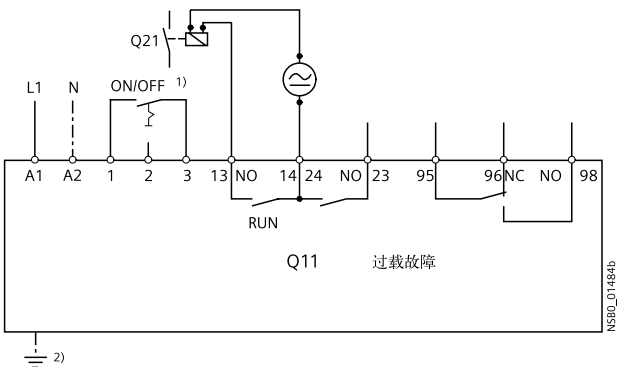 Q21
L1 N ON/OFF 1)
A1 A2 1 2 3 13 NO 14 24 NO 23 95 96 NC NO 98
RUN
Q11 过载故障
NSB0_01484b
2)